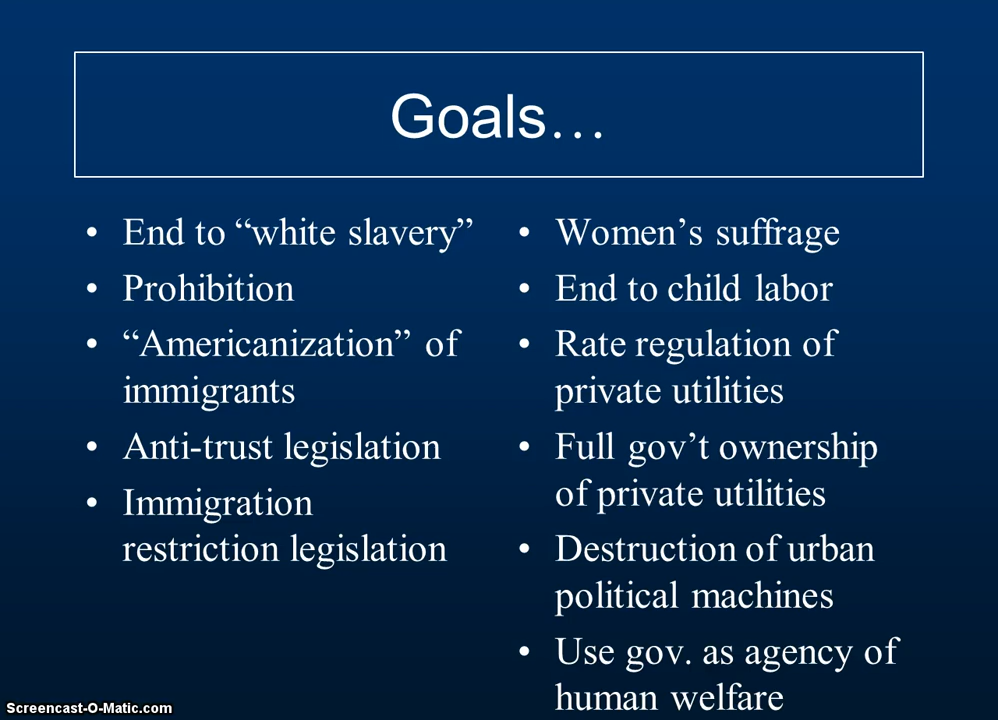 Goals…
• End to “white slavery”
• Prohibition
• “Americanization” of
immigrants
• Anti-trust legislation
• Immigration
restriction legislation
• Women’s suffrage
• End to child labor
• Rate regulation of
private utilities
• Full gov’t ownership
of private utilities
• Destruction of urban
political machines
• Use gov. as agency of
human welfare
Screencast-O-Matic.com